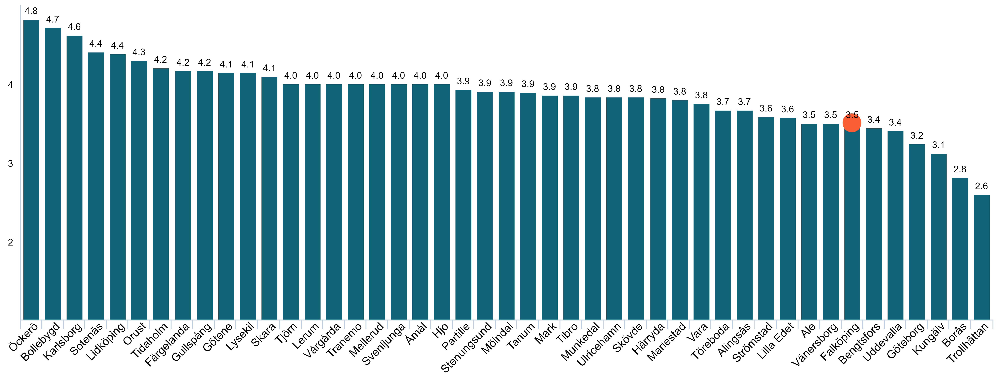 4.8 4.7 4.6 4.4 4.4 4.3 4.2 4.2 4.2 4.1 4.1 4.1 4.0 4.0 4.0 4.0 4.0 4.0 4.0 4.0 3.9 3.9 3.9 3.9 3.9 3.9 3.8 3.8 3.8 3.8 3.8 3.8 3.7 3.7 3.6 3.6 3.5 3.5 3.5 3.4 3.4 3.2 3.1 2.8 2.6
4
3
2
Öckerö
Bollebygd
Karlsborg
Sotenäs
Lidköping
Orust
Tidaholm
Färgelanda
Gullspång
Götene
Lysekil
Skara
Tjörn
Lerum
Vårgårda
Tranemo
Mellerud
Svenljunga
Åmål
Hjo
Partille
Stenungsund
Mölndal
Tanum
Mark
Tibro
Munkedal
Ulricehamn
Skövde
Härryda
Mariestad
Vara
Töreboda
Alingsås
Strömstad
Lilla Edet
Ale
Vänersborg
Falköping
Bengtsfors
Uddevalla
Göteborg
Kungälv
Borås
Trollhättan